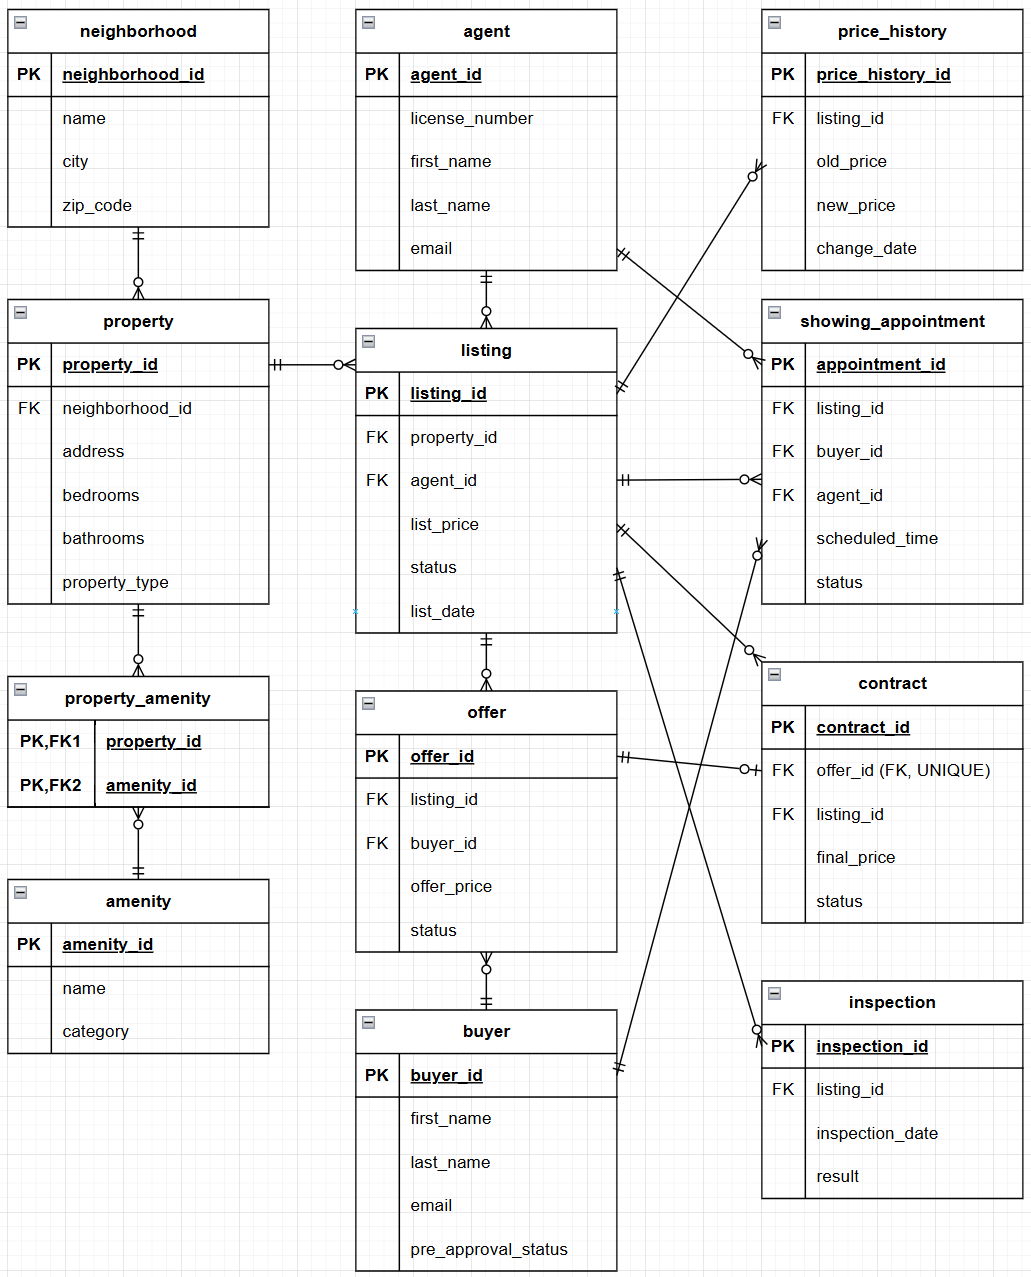 neighborhood
PK neighborhood_id
name
city
zip_code
property
PK property_id
FK neighborhood_id
address
bedrooms
bathrooms
property_type
property_amenity
PK,FK1 property_id
PK,FK2 amenity_id
amenity
PK amenity_id
name
category
agent
PK agent_id
license_number
first_name
last_name
email
listing
PK listing_id
FK property_id
FK agent_id
list_price
status
list_date
offer
PK offer_id
FK listing_id
FK buyer_id
offer_price
status
buyer
PK buyer_id
first_name
last_name
email
pre_approval_status
price_history
PK price_history_id
FK listing_id
old_price
new_price
change_date
showing_appointment
PK appointment_id
FK listing_id
FK buyer_id
FK agent_id
scheduled_time
status
contract
PK contract_id
FK offer_id (FK, UNIQUE)
FK listing_id
final_price
status
inspection
PK inspection_id
FK listing_id
inspection_date
result